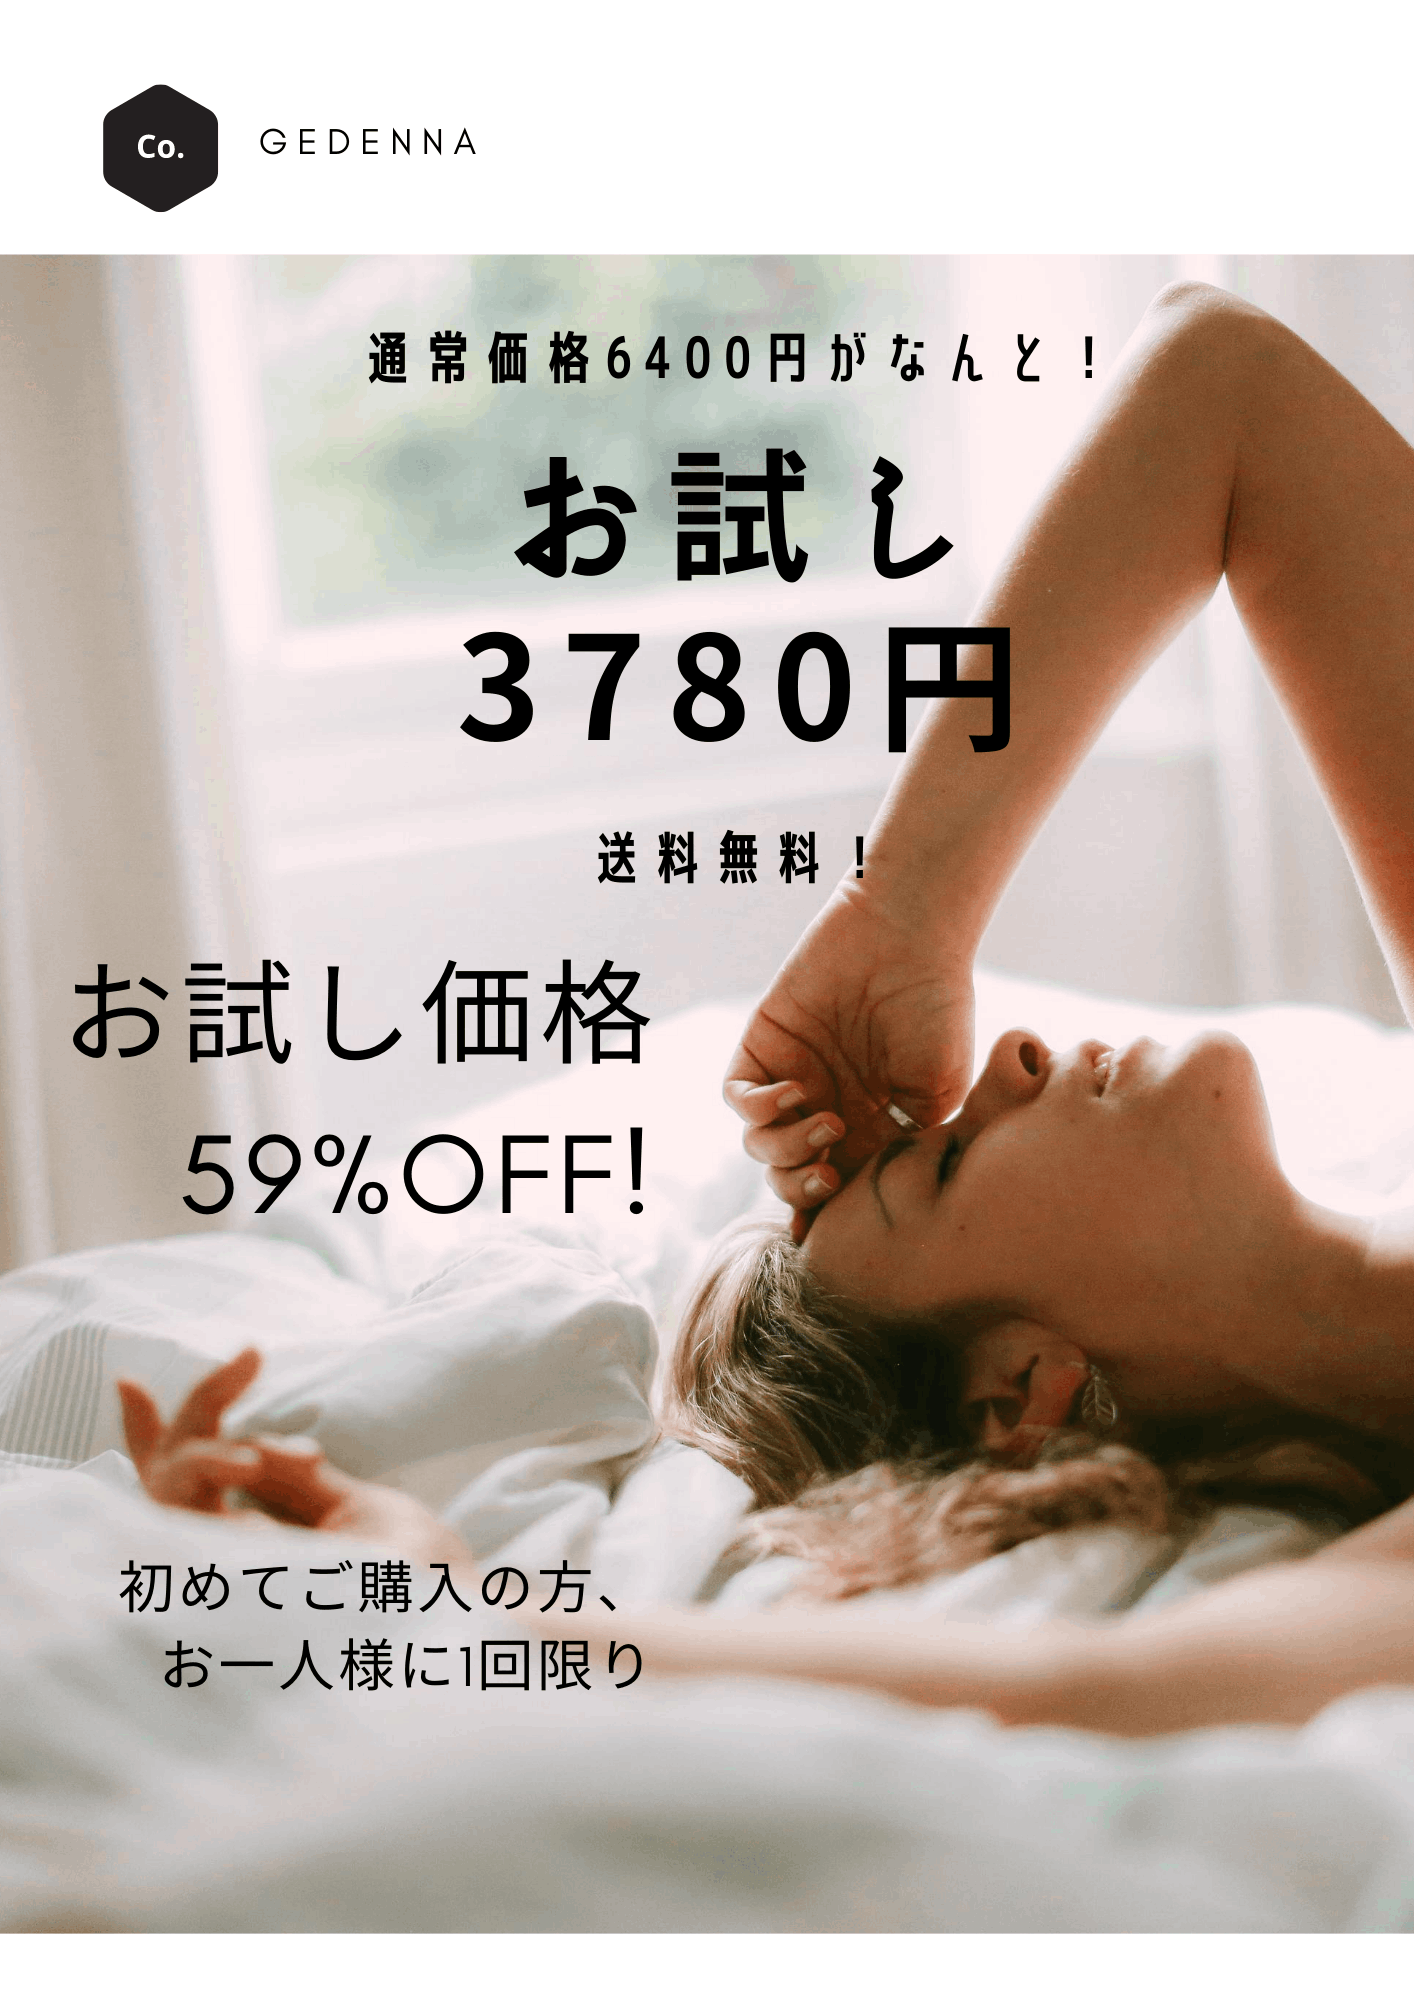 Co.
GEDENNA
通常価格6400円がなんと！
お試し
3780円
送料無料！
お試し価格
59%OFF!
初めてご購入の方、
お一人様に1回限り